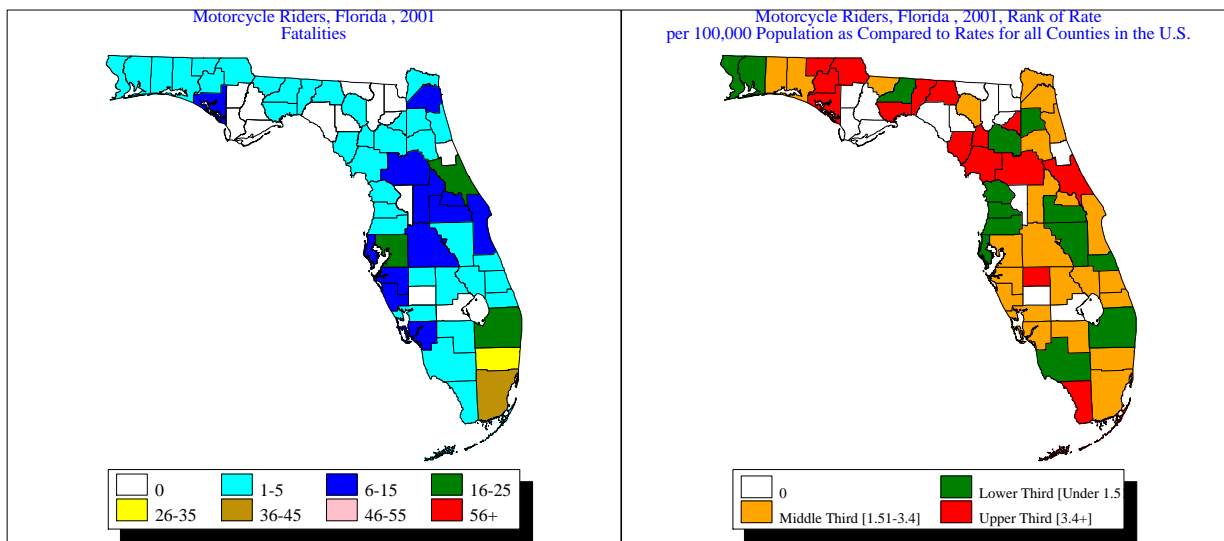 Motorcycle Riders, Florida , 2001
Fatalities
0
1-5
6-15
16-25
26-35
36-45
46-55
56+
Motorcycle Riders, Florida , 2001, Rank of Rate
per 100,000 Population as Compared to Rates for all Counties in the U.S.
0
Lower Third [Under 1.5
Middle Third [1.51-3.4]
Upper Third [3.4+]